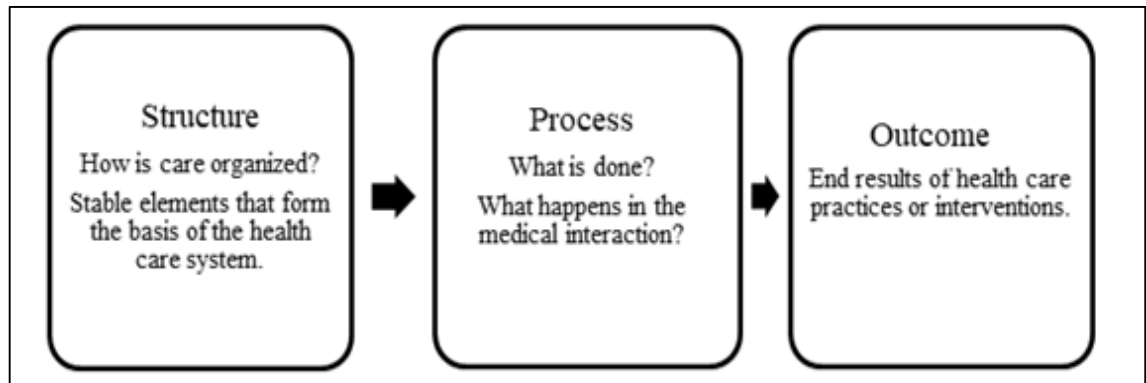 Structure
How is care organized?
Stable elements that form
the basis of the health
care system.
Process
What is done?
What happens in the
medical interaction?
Outcome
End results of health care
practices or interventions.